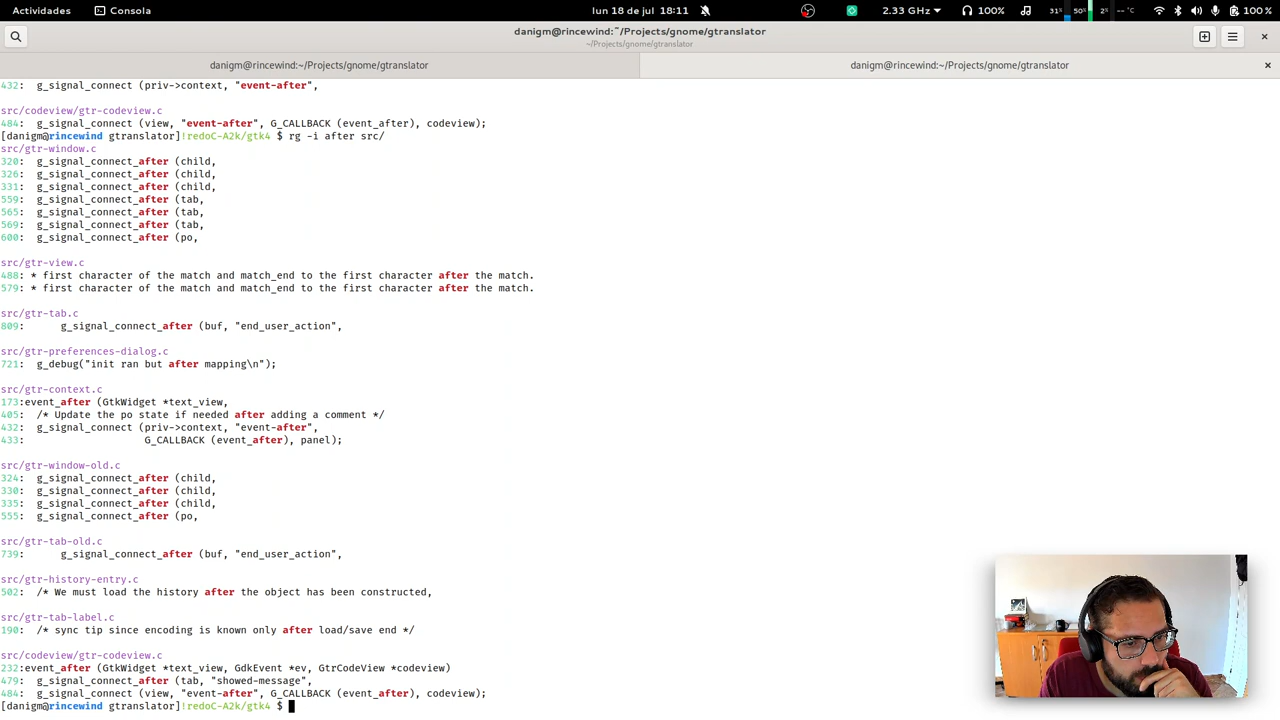 Actividades
Consola
lun 18 de jul 18:11
2.33 GHz
100%
31%
50%
2%
--°C
100 %
danigm@rincewind:~/Projects/gnome/gtranslator
~/Projects/gnome/gtranslator
danigm@rincewind:~/Projects/gnome/gtranslator
danigm@rincewind:~/Projects/gnome/gtranslator
432:  g_signal_connect (priv->context, "event-after",
src/codeview/gtr-codeview.c
484:  g_signal_connect (view, "event-after", G_CALLBACK (event_after), codeview);
[danigm@rincewind gtranslator]!redoC-A2k/gtk4 $ rg -i after src/
src/gtr-window.c
320:  g_signal_connect_after (child,
326:  g_signal_connect_after (child,
331:  g_signal_connect_after (child,
559:  g_signal_connect_after (tab,
565:  g_signal_connect_after (tab,
569:  g_signal_connect_after (tab,
600:  g_signal_connect_after (po,
src/gtr-view.c
488: * first character of the match and match_end to the first character after the match.
579: * first character of the match and match_end to the first character after the match.
src/gtr-tab.c
809:      g_signal_connect_after (buf, "end_user_action",
src/gtr-preferences-dialog.c
721:  g_debug("init ran but after mapping\n");
src/gtr-context.c
173:event_after (GtkWidget *text_view,
405:  /* Update the po state if needed after adding a comment */
432:  g_signal_connect (priv->context, "event-after",
433:                    G_CALLBACK (event_after), panel);
src/gtr-window-old.c
324:  g_signal_connect_after (child,
330:  g_signal_connect_after (child,
335:  g_signal_connect_after (child,
555:  g_signal_connect_after (po,
src/gtr-tab-old.c
739:      g_signal_connect_after (buf, "end_user_action",
src/gtr-history-entry.c
502:  /* We must load the history after the object has been constructed,
src/gtr-tab-label.c
190:  /* sync tip since encoding is known only after load/save end */
src/codeview/gtr-codeview.c
232:event_after (GtkWidget *text_view, GdkEvent *ev, GtrCodeView *codeview)
479:  g_signal_connect_after (tab, "showed-message",
484:  g_signal_connect (view, "event-after", G_CALLBACK (event_after), codeview);
[danigm@rincewind gtranslator]!redoC-A2k/gtk4 $